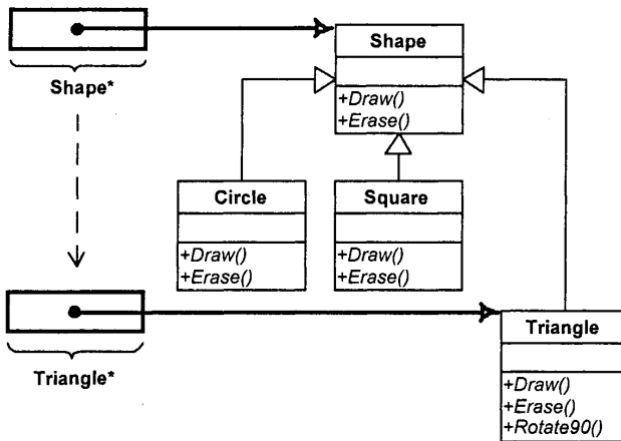 Shape
Shape*
+Draw()
+Erase()
Circle
Square
+Draw()
+Erase()
+Draw()
+Erase()
Triangle
Triangle*
+Draw()
+Erase()
+Rotate90()